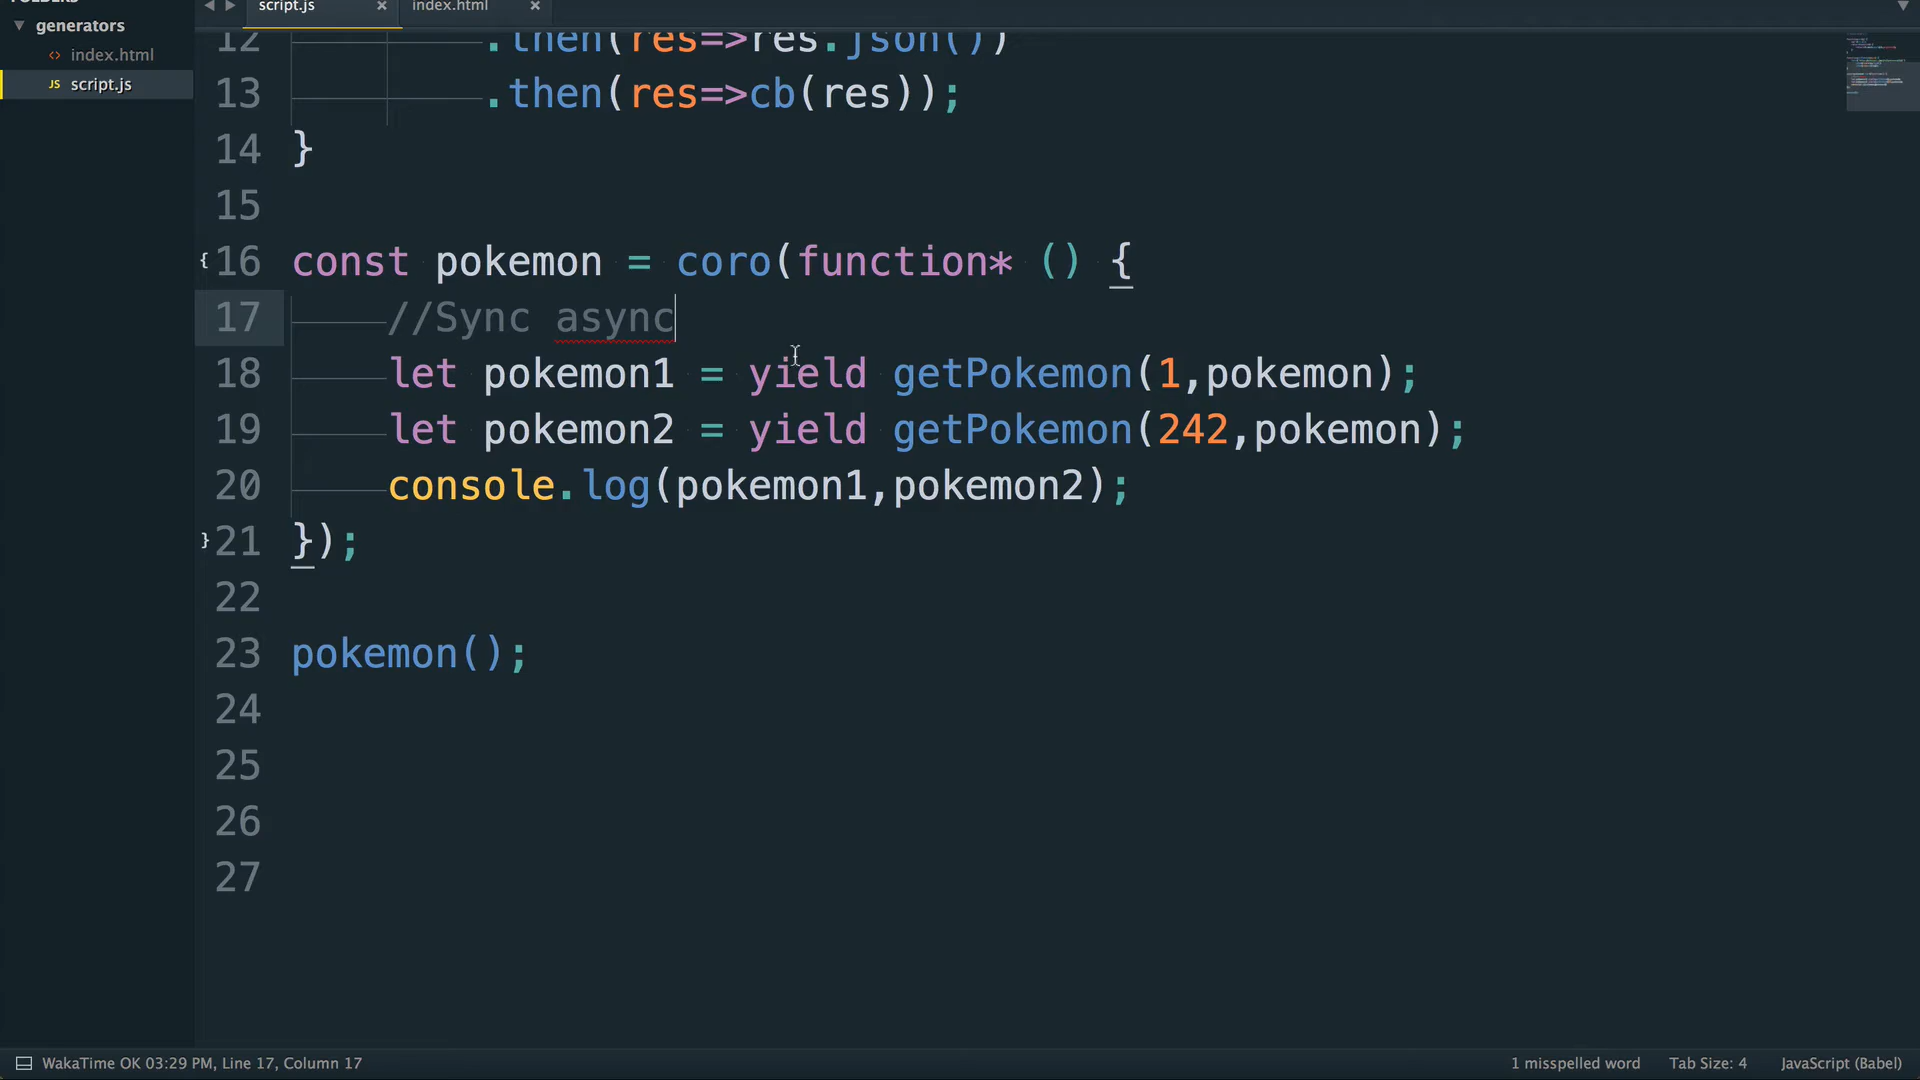 FOLDERS
generators
<> index.html
JS script.js
script.js ×
index.html ×
12 .then(res=>res.json())
13 .then(res=>cb(res));
14 }
15
{ 16 const pokemon = coro(function* () {
17 //Sync async
18 let pokemon1 = yield getPokemon(1,pokemon);
19 let pokemon2 = yield getPokemon(242,pokemon);
20 console.log(pokemon1,pokemon2);
} 21 });
22
23 pokemon();
24
25
26
27
WakaTime OK 03:29 PM, Line 17, Column 17
1 misspelled word
Tab Size: 4
JavaScript (Babel)